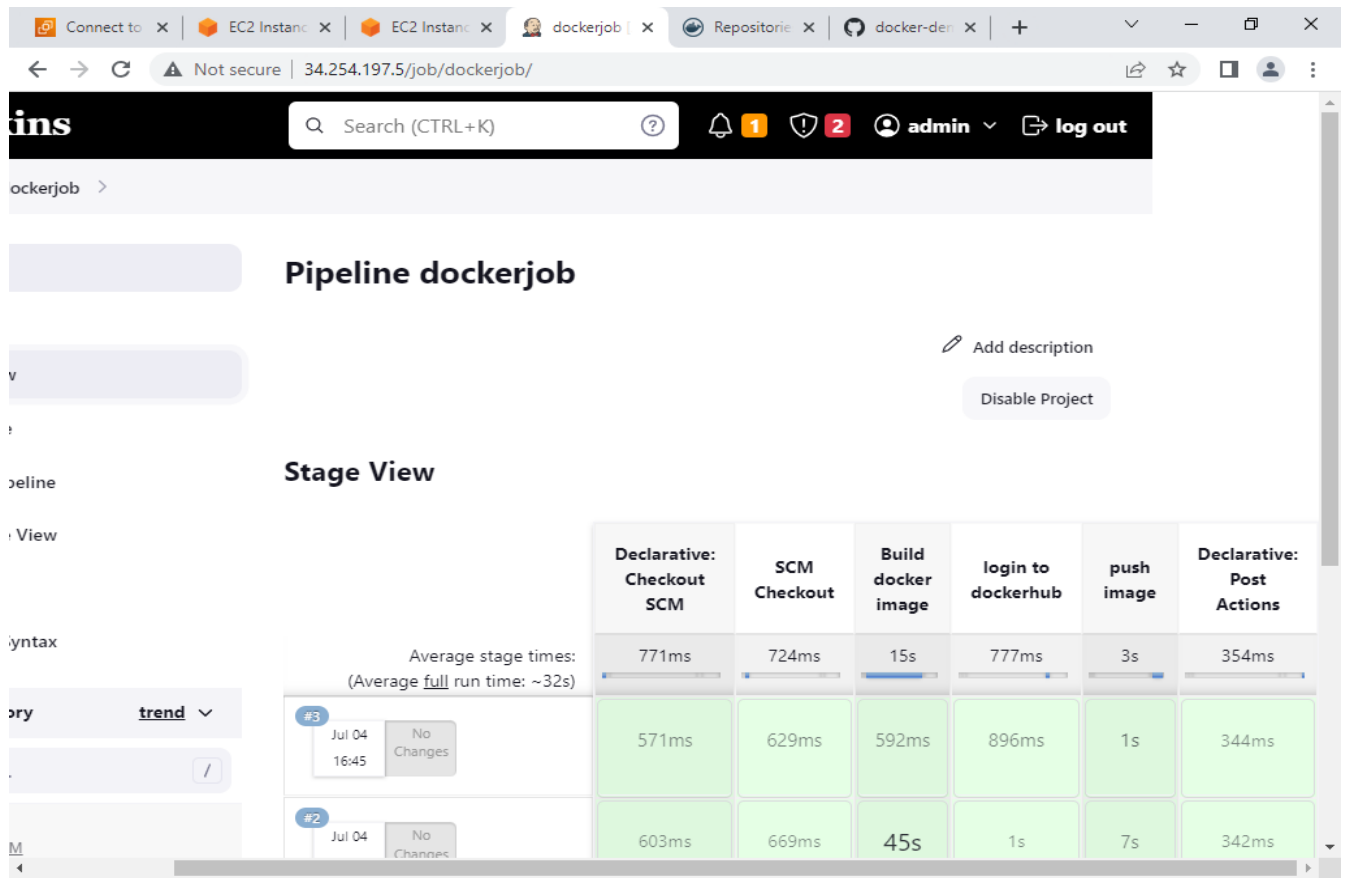 Connect to
EC2 Instanc
EC2 Instanc
dockerjob [
Repositorie
docker-den
Not secure
34.254.197.5/job/dockerjob/
kins
Search (CTRL+K)
?
1
2
admin
log out
ockerjob >
Pipeline dockerjob
Add description
w
Disable Project
e
Stage View
peline
View
Declarative: Checkout SCM
SCM Checkout
Build docker image
login to dockerhub
push image
Declarative: Post Actions
yntax
Average stage times:
(Average full run time: ~32s)
771ms
724ms
15s
777ms
3s
354ms
ory
trend
/
#3
Jul 04
16:45
No Changes
571ms
629ms
592ms
896ms
1s
344ms
#2
Jul 04
No Changes
603ms
669ms
45s
1s
7s
342ms
M